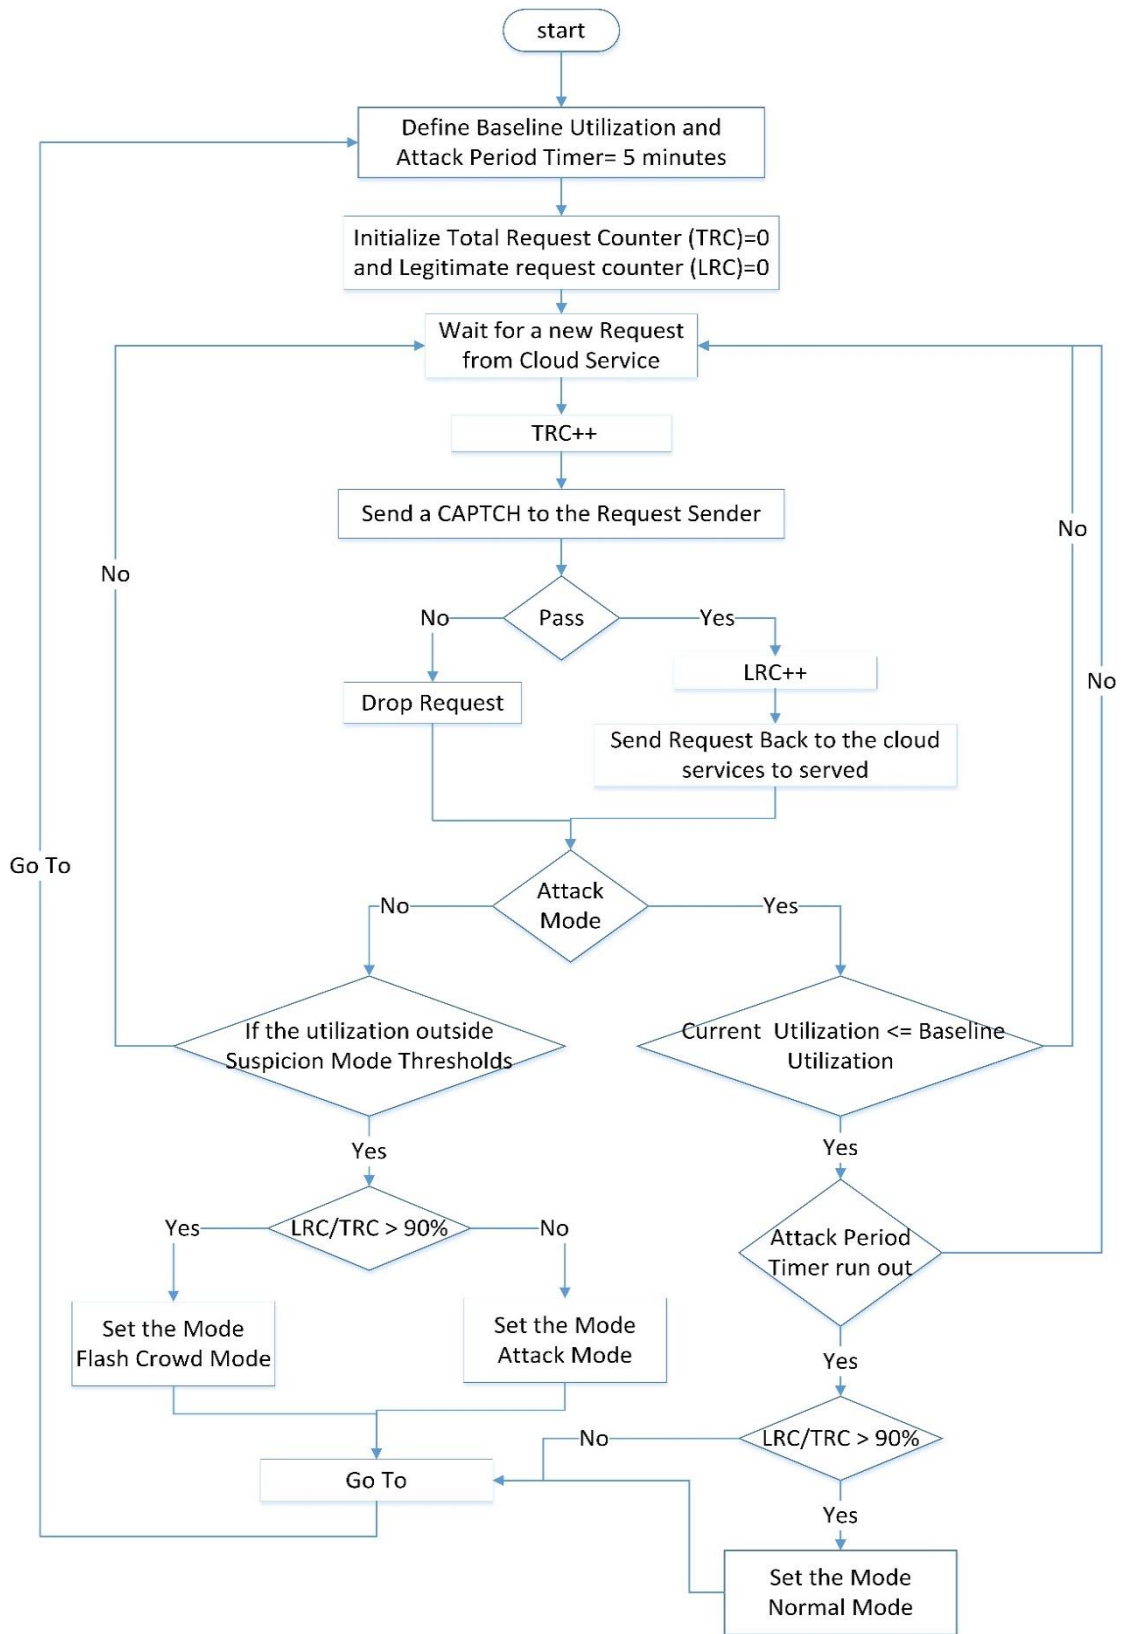 start
Define Baseline Utilization and
Attack Period Timer= 5 minutes
Initialize Total Request Counter (TRC)=0
and Legitimate request counter (LRC)=0
Wait for a new Request
from Cloud Service
TRC++
Send a CAPTCH to the Request Sender
No
No
Pass
No
Yes
LRC++
No
Drop Request
Send Request Back to the cloud
services to served
Go To
Attack
Mode
No
Yes
If the utilization outside
Suspicion Mode Thresholds
Current Utilization <= Baseline
Utilization
Yes
Yes
LRC/TRC > 90%
Yes
No
Attack Period
Timer run out
Set the Mode
Flash Crowd Mode
Set the Mode
Attack Mode
Yes
LRC/TRC > 90%
No
Go To
Yes
Set the Mode
Normal Mode